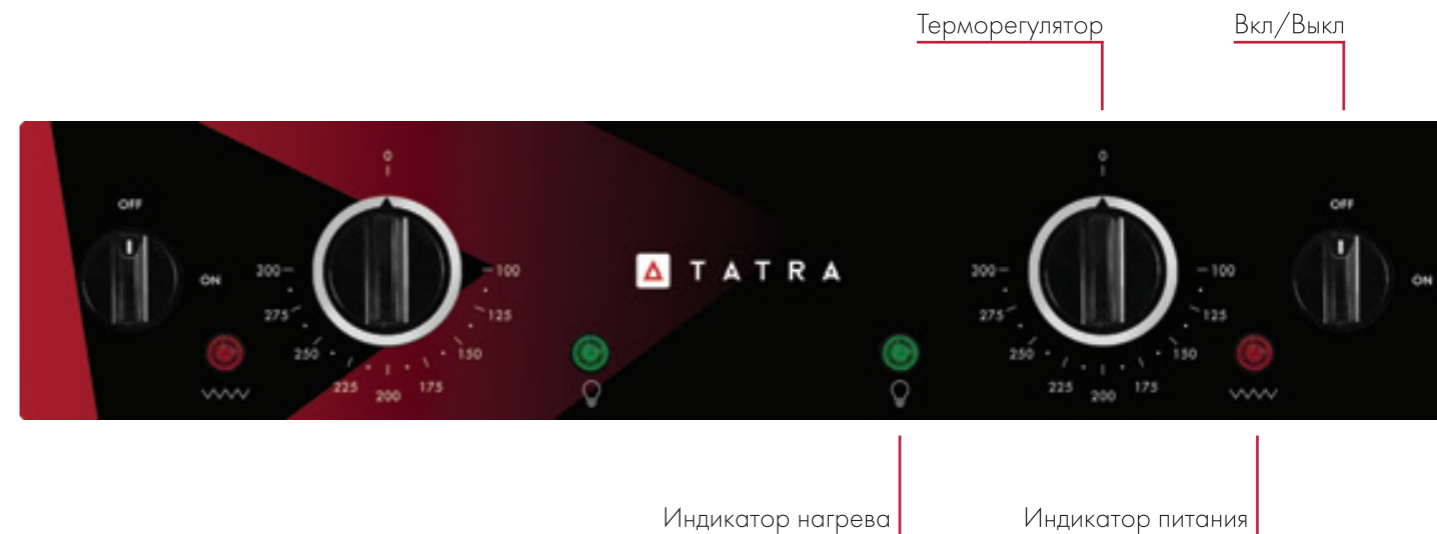 Терморегулятор Вкл/Выкл
0 0
OFF OFF
ON 300 100 TATRA 300 100 ON
275 125 275 125
250 150 250 150
225 200 175 225 200 175
Индикатор нагрева Индикатор питания